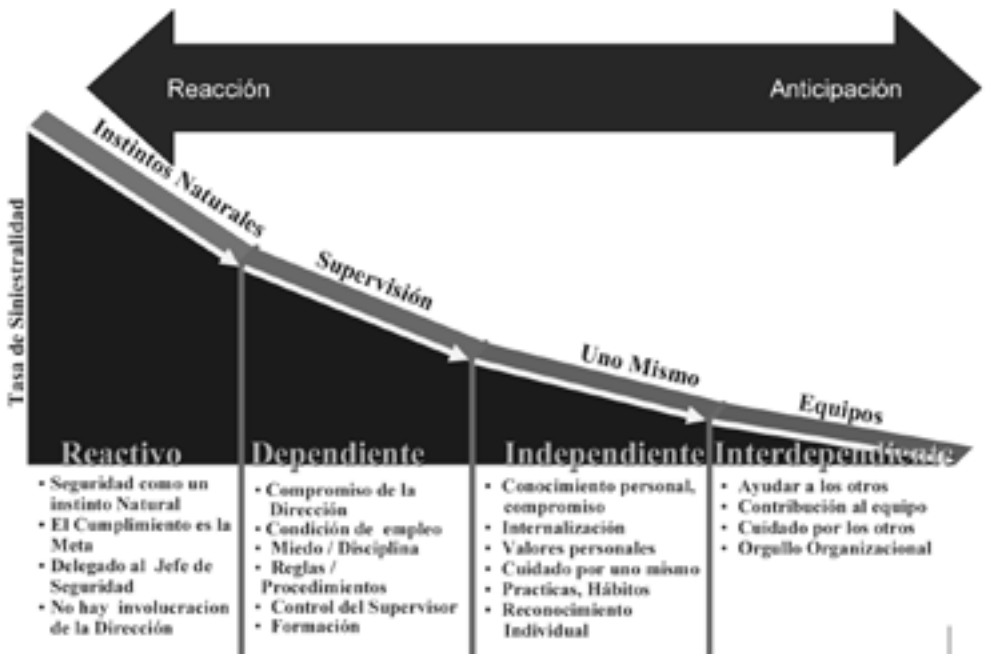 Reacción
Anticipación
Instintos Naturales
Supervisión
Uno Mismo
Equipos
Tasa de Siniestralidad
Reactivo
• Seguridad como un
instinto Natural
• El Cumplimiento es la
Meta
• Delegado al Jefe de
Seguridad
• No hay involucracion
de la Dirección
Dependiente
• Compromiso de la
Dirección
• Condición de empleo
• Miedo / Disciplina
• Reglas /
Procedimientos
• Control del Supervisor
• Formación
Independiente
• Conocimiento personal,
compromiso
• Internalización
• Valores personales
• Cuidado por uno mismo
• Practicas, Hábitos
• Reconocimiento
Individual
Interdependiente
• Ayudar a los otros
• Contribución al equipo
• Cuidado por los otros
• Orgullo Organizacional